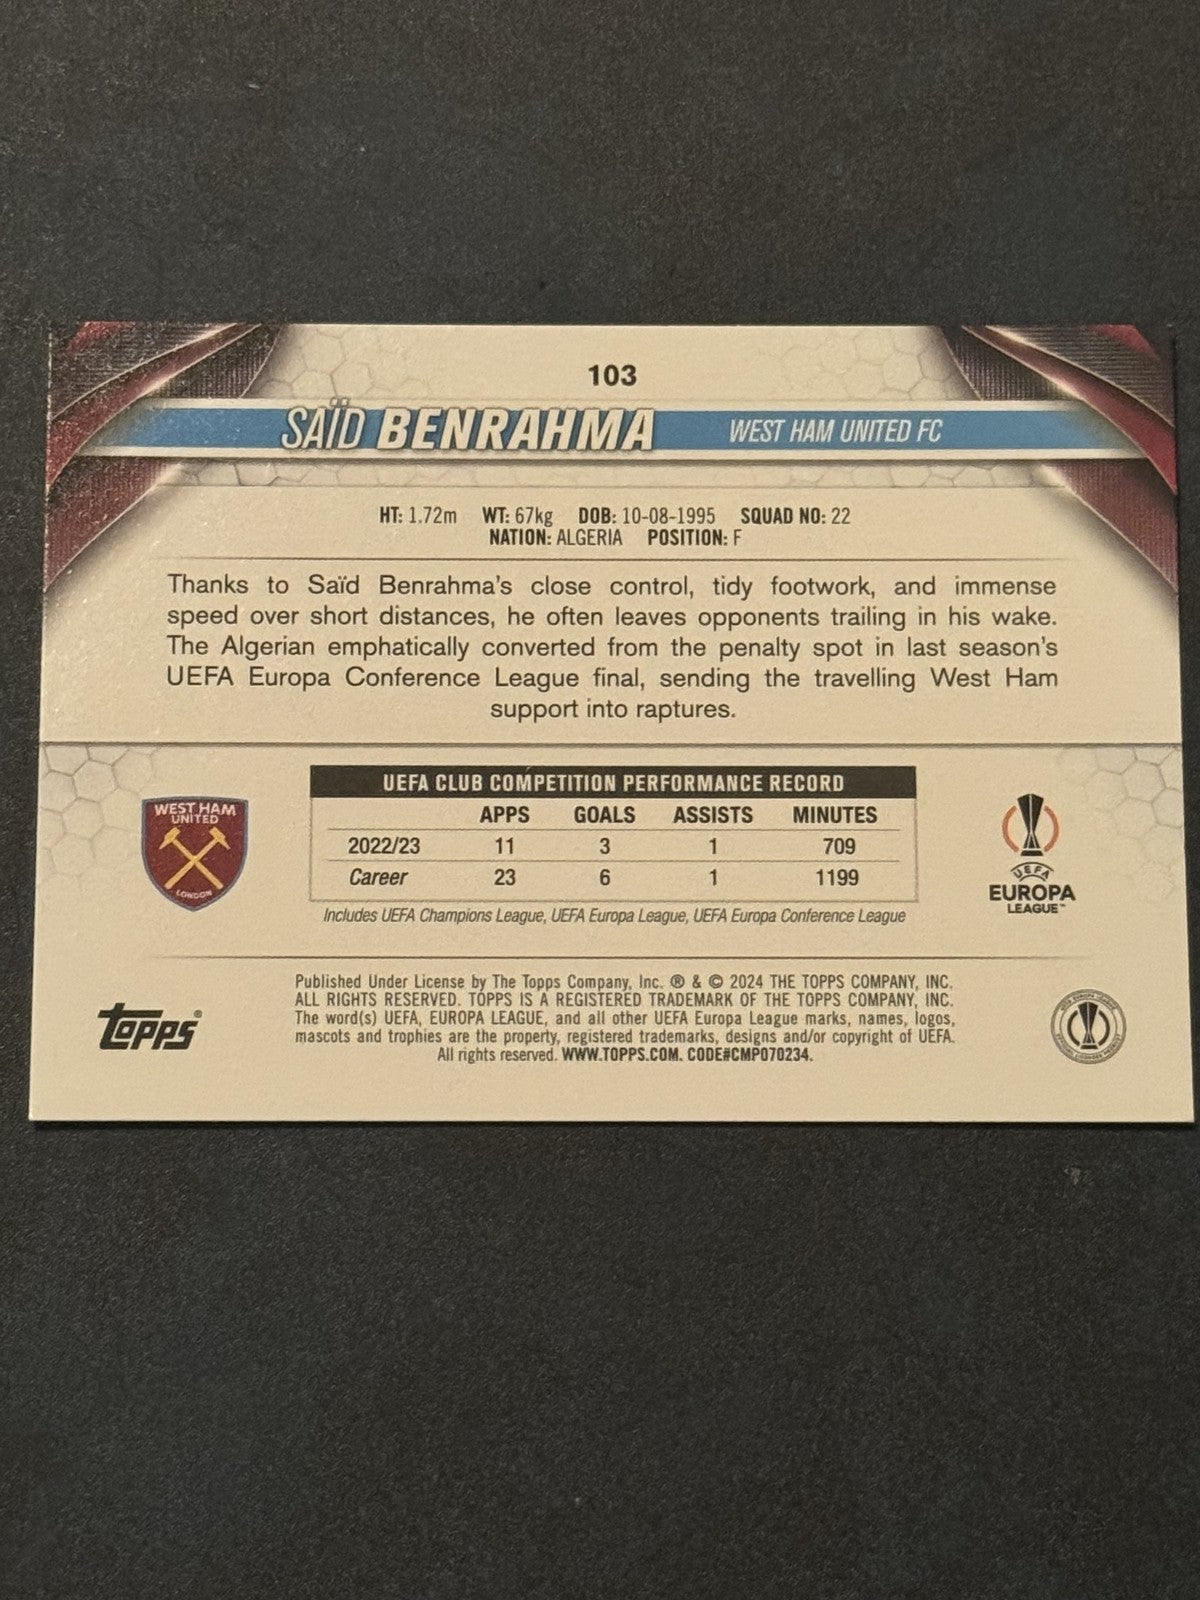 103
SAÏD BENRAHMA WEST HAM UNITED FC
HT: 1.72m WT: 67kg DOB: 10-08-1995 SQUAD NO: 22
NATION: ALGERIA POSITION: F
Thanks to Saïd Benrahma's close control, tidy footwork, and immense
speed over short distances, he often leaves opponents trailing in his wake.
The Algerian emphatically converted from the penalty spot in last season's
UEFA Europa Conference League final, sending the travelling West Ham
support into raptures.
WEST HAM
UNITED
LONDON
UEFA CLUB COMPETITION PERFORMANCE RECORD
APPS GOALS ASSISTS MINUTES
2022/23 11 3 1 709
Career 23 6 1 1199
Includes UEFA Champions League, UEFA Europa League, UEFA Europa Conference League
UEFA
EUROPA
LEAGUE™
topps®
Published Under License by The Topps Company, Inc. ® & © 2024 THE TOPPS COMPANY, INC.
ALL RIGHTS RESERVED. TOPPS IS A REGISTERED TRADEMARK OF THE TOPPS COMPANY, INC.
The word(s) UEFA, EUROPA LEAGUE, and all other UEFA Europa League marks, names, logos,
mascots and trophies are the property, registered trademarks, designs and/or copyright of UEFA.
All rights reserved. WWW.TOPPS.COM. CODE#CMP070234.